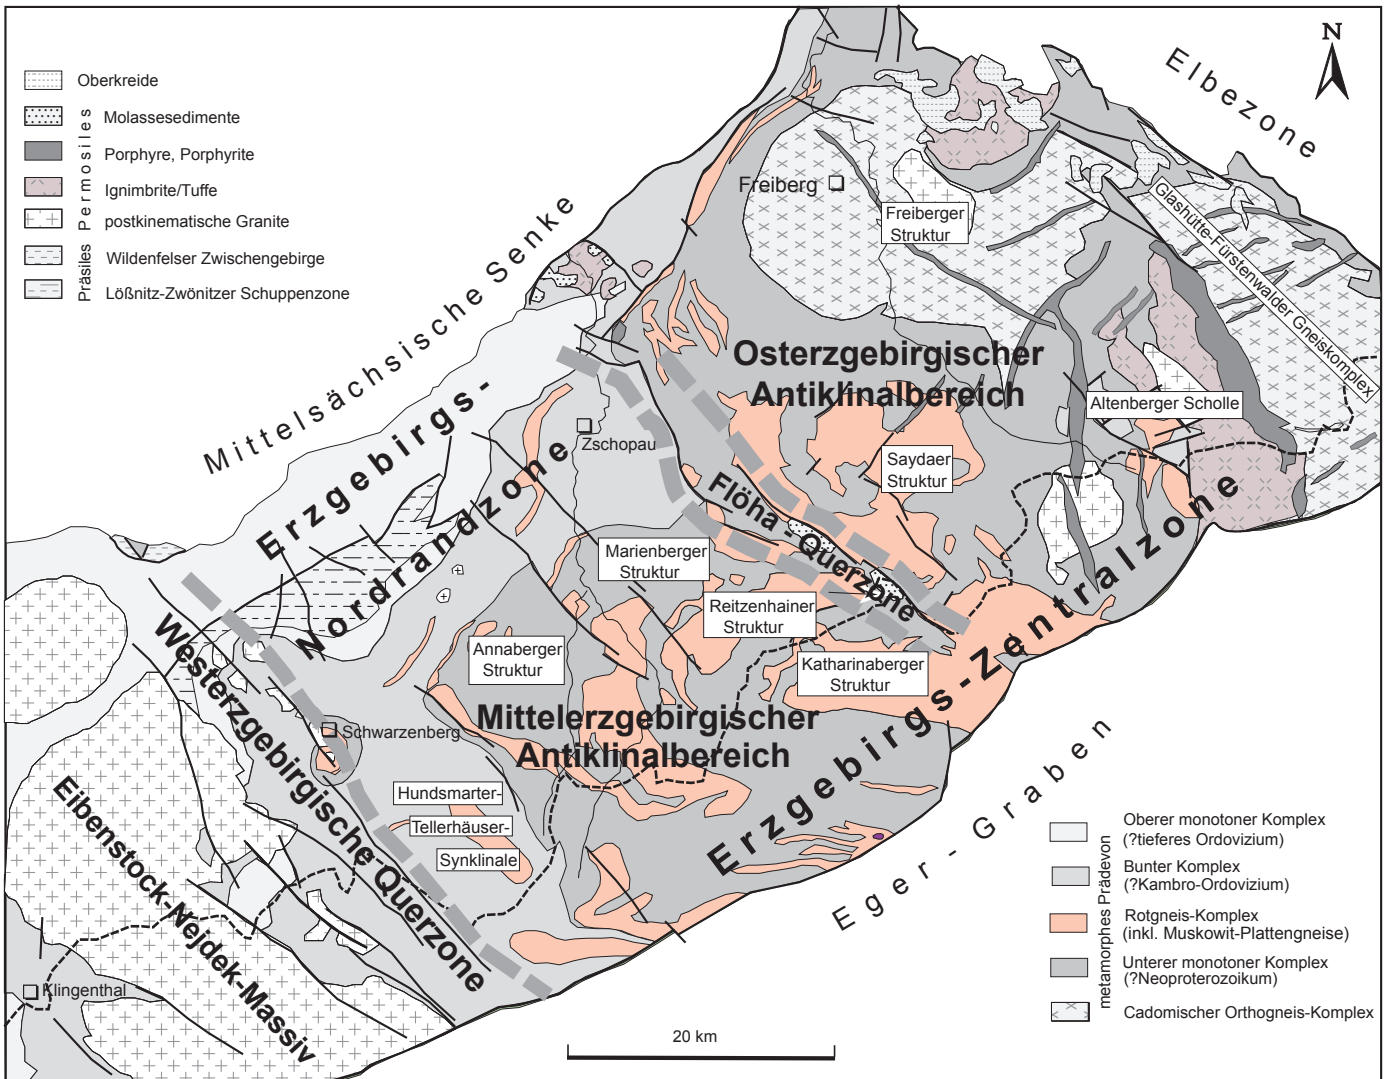 N
Elbezone
Oberkreide
Permosiles
Molassesedimente
Porphyre, Porphyrite
Ignimbrite/Tuffe
postkinematische Granite
Präsiles
Wildenfelser Zwischengebirge
Lößnitz-Zwönitzer Schuppenzone
Mittelsächsische Senke
Freiberg
Freiberger
Struktur
Glashütte-Fürstenwalder Gneiskomplex
Osterzgebirgischer
Antiklinalbereich
Altenberger Scholle
Erzgebirgs-
Nordrandzone
Zschopau
Saydaer
Struktur
Flöha-Querzone
Marienberger
Struktur
Reitzenhainer
Struktur
Annaberger
Struktur
Katharinaberger
Struktur
Erzgebirgs-Zentralzone
Westerzgebirgische Querzone
Schwarzenberg
Mittelerzgebirgischer
Antiklinalbereich
Hundsmarter-
Tellerhäuser-
Synklinale
Eger-Graben
Eibenstock-Nejdek-Massiv
Klingenthal
20 km
metamorphes Prädevon
Oberer monotoner Komplex
(?tieferes Ordovizium)
Bunter Komplex
(?Kambro-Ordovizium)
Rotgneis-Komplex
(inkl. Muskowit-Plattengneise)
Unterer monotoner Komplex
(?Neoproterozoikum)
Cadomischer Orthogneis-Komplex